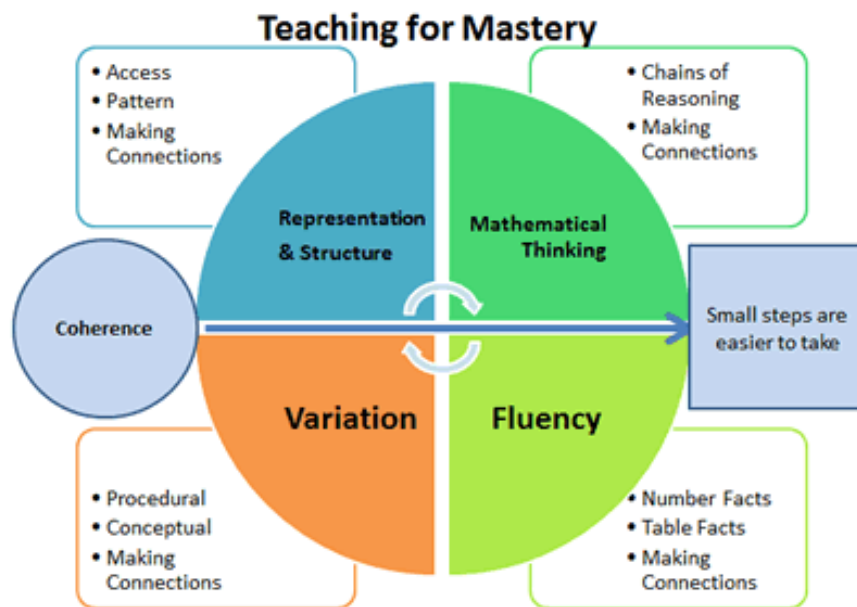 Teaching for Mastery
• Access
• Pattern
• Making
Connections
• Chains of
Reasoning
• Making
Connections
Representation
& Structure
Mathematical
Thinking
Coherence
Small steps are
easier to take
Variation
Fluency
• Procedural
• Conceptual
• Making
Connections
• Number Facts
• Table Facts
• Making
Connections